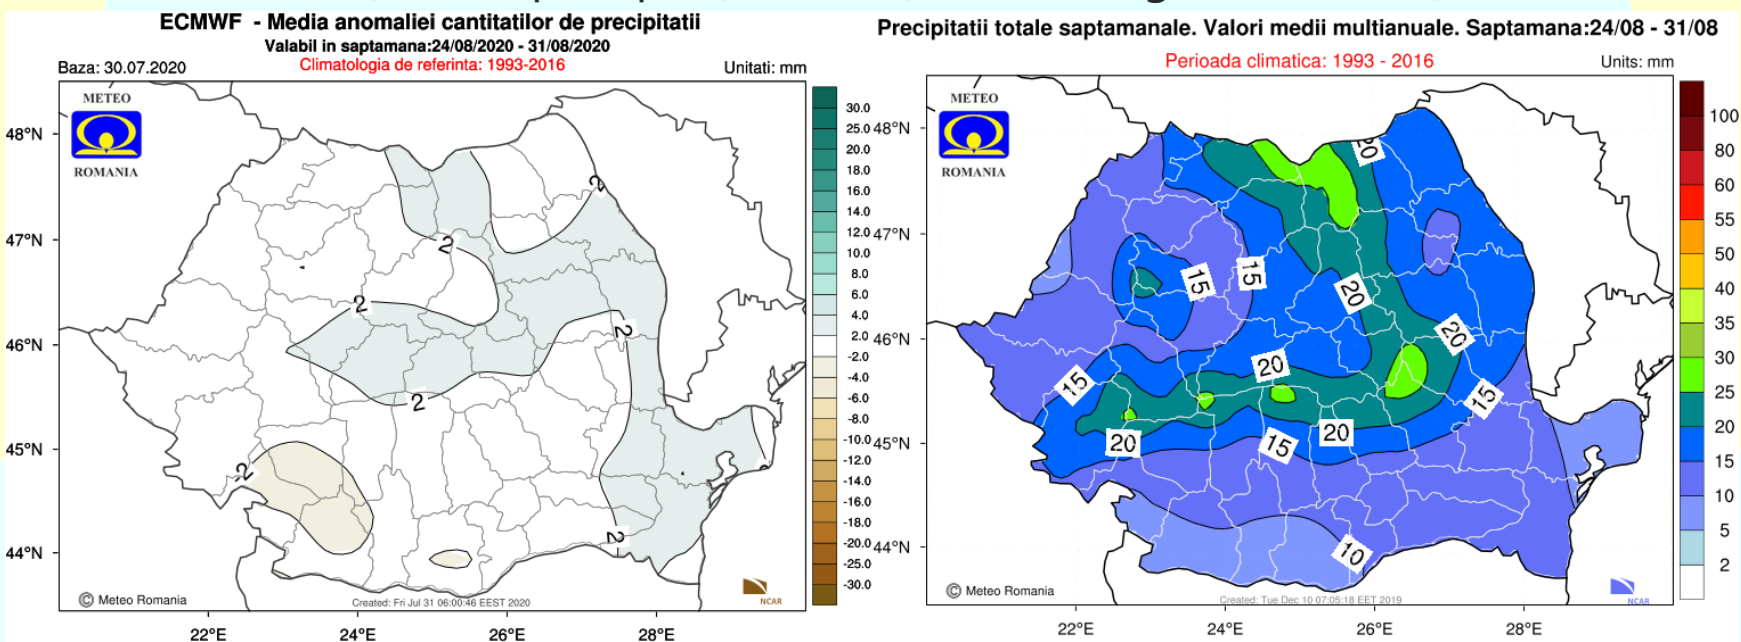 ECMWF - Media anomaliei cantitatilor de precipitatii
Valabil in saptamana:24/08/2020 - 31/08/2020
Baza: 30.07.2020
Climatologia de referinta: 1993-2016
Unitati: mm
METEO
ROMANIA
48°N
47°N
46°N
45°N
44°N
2
2
2
2
2
-2
2
30.0
25.0
20.0
18.0
16.0
14.0
12.0
10.0
8.0
6.0
4.0
2.0
-2.0
-4.0
-6.0
-8.0
-10.0
-12.0
-14.0
-16.0
-18.0
-20.0
-25.0
-30.0
© Meteo Romania
Created: Fri Jul 31 06:00:46 EEST 2020
NCAR
22°E
24°E
26°E
28°E
Precipitatii totale saptamanale. Valori medii multianuale. Saptamana:24/08 - 31/08
Perioada climatica: 1993 - 2016
Units: mm
METEO
ROMANIA
48°N
47°N
46°N
45°N
44°N
20
15
15
20
20
20
15
15
20
20
15
10
100
80
60
55
50
40
35
30
25
20
15
10
5
2
© Meteo Romania
Created: Tue Dec 10 07:05:18 EET 2019
NCAR
22°E
24°E
26°E
28°E